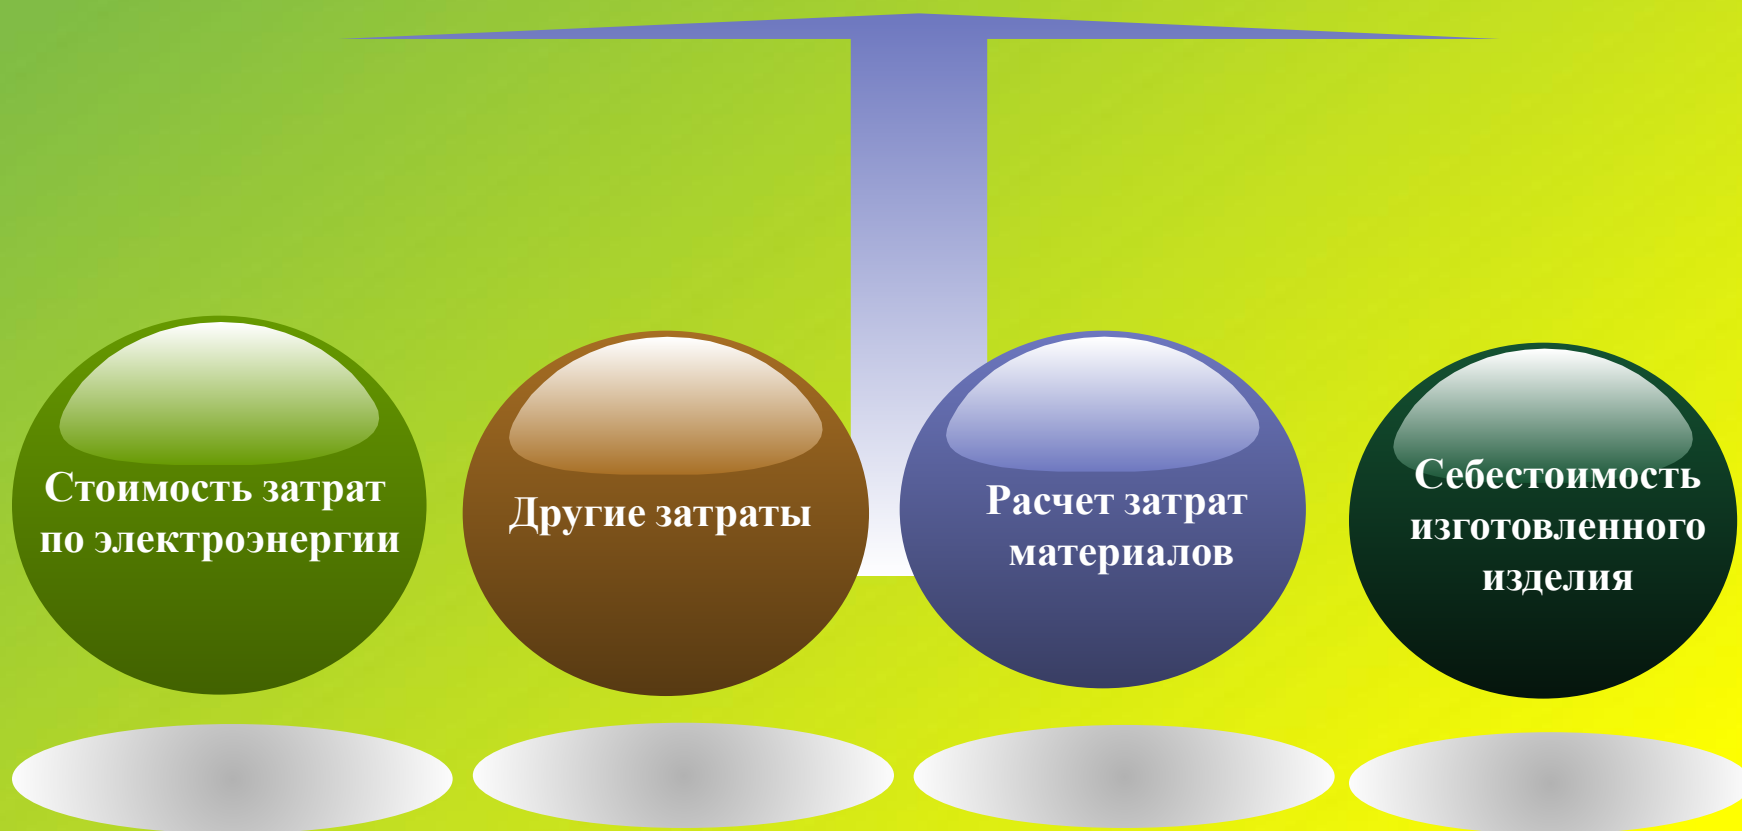 Стоимость затрат
по электроэнергии
Другие затраты
Расчет затрат
материалов
Себестоимость
изготовленного
изделия